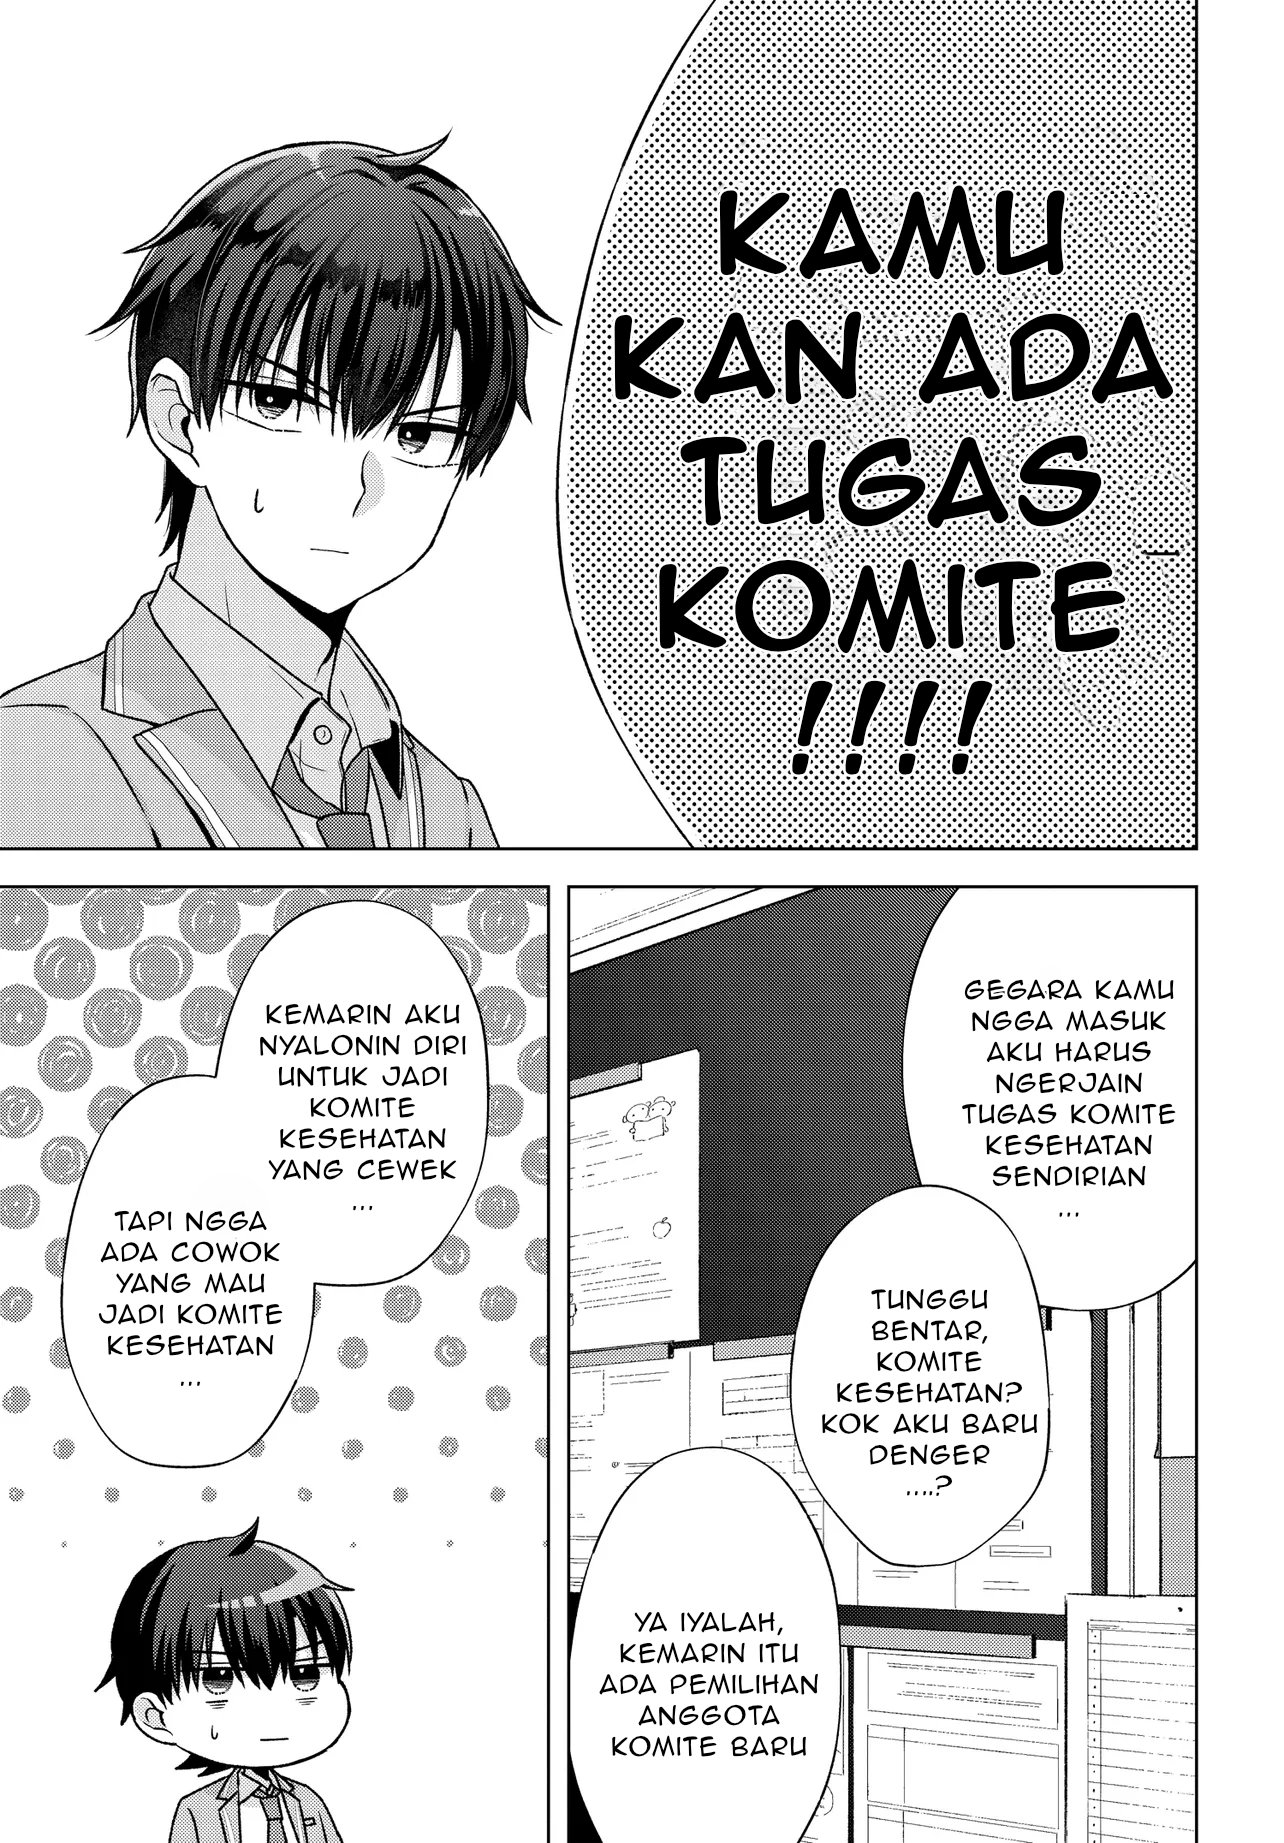 KAMU
KAN ADA
TUGAS
KOMITE
!!!!
GEGARA KAMU
NGGA MASUK
AKU HARUS
NGERJAIN
TUGAS KOMITE
KESEHATAN
SENDIRIAN
...
TUNGGU
BENTAR,
KOMITE
KESEHATAN?
KOK AKU BARU
DENGER
....?
YA IYALAH,
KEMARIN ITU
ADA PEMILIHAN
ANGGOTA
KOMITE BARU
KEMARIN AKU
NYALONIN DIRI
UNTUK JADI
KOMITE
KESEHATAN
YANG CEWEK
...
TAPI NGGA
ADA COWOK
YANG MAU
JADI KOMITE
KESEHATAN
...